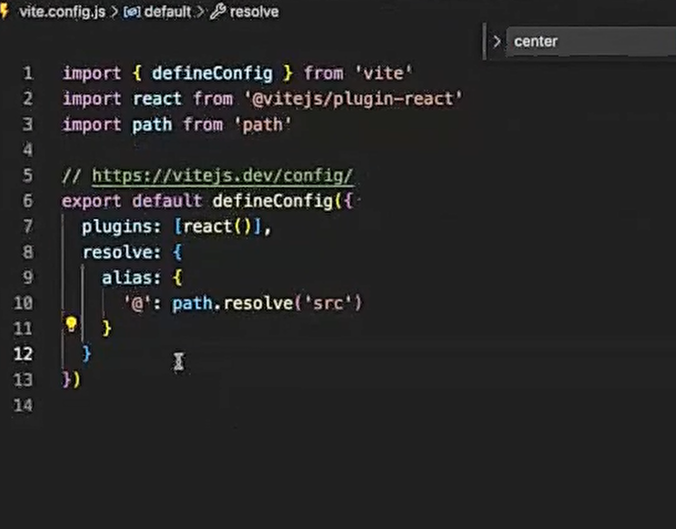 vite.config.js > default > resolve
> center
1 import { defineConfig } from 'vite'
2 import react from '@vitejs/plugin-react'
3 import path from 'path'
4
5 // https://vitejs.dev/config/
6 export default defineConfig({
7 plugins: [react()],
8 resolve: {
9 alias: {
10 '@': path.resolve('src')
11 }
12 }
13 })
14